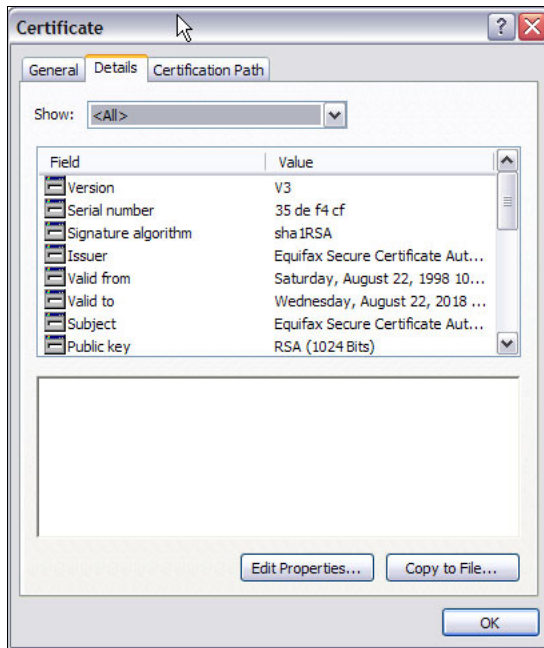 Certificate
General Details Certification Path
Show: <All>
Field Value
Version V3
Serial number 35 de f4 cf
Signature algorithm sha1RSA
Issuer Equifax Secure Certificate Aut...
Valid from Saturday, August 22, 1998 10...
Valid to Wednesday, August 22, 2018 ...
Subject Equifax Secure Certificate Aut...
Public key RSA (1024 Bits)
Edit Properties... Copy to File...
OK